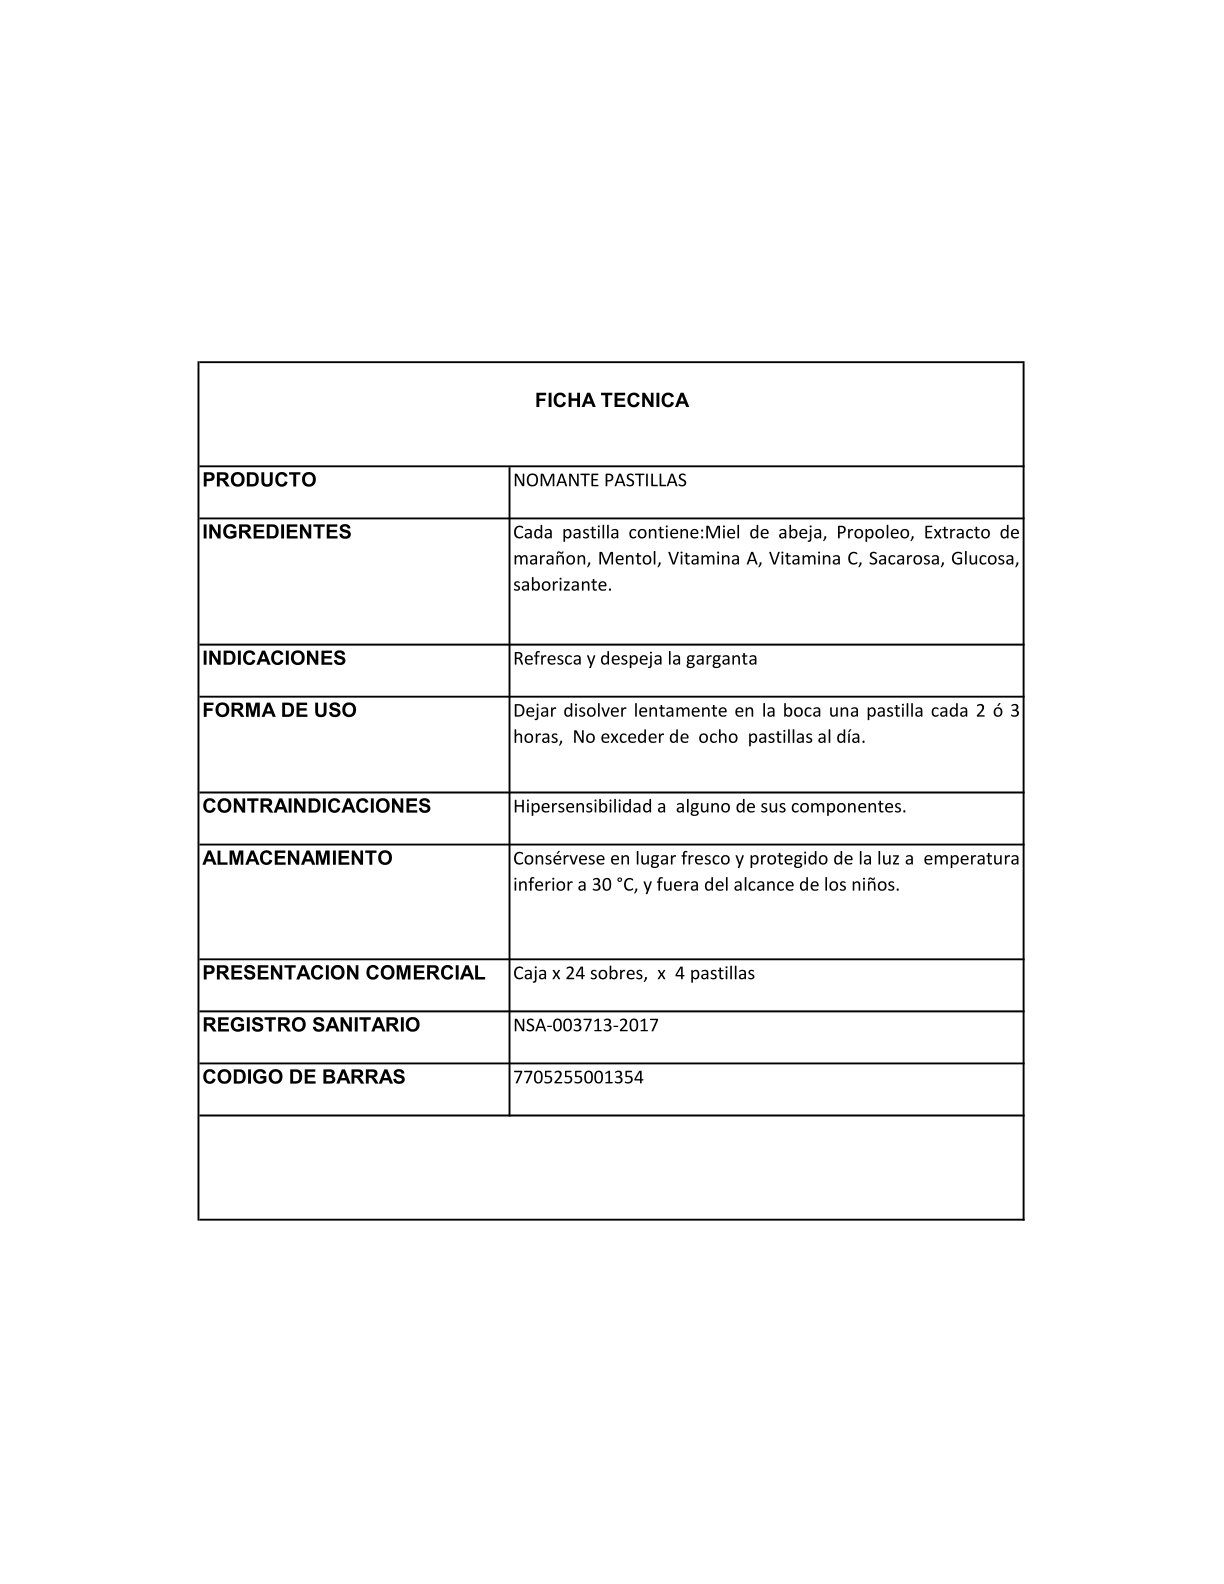 FICHA TECNICA
PRODUCTO
NOMANTE PASTILLAS
INGREDIENTES
Cada pastilla contiene:Miel de abeja, Propoleo, Extracto de
marañon, Mentol, Vitamina A, Vitamina C, Sacarosa, Glucosa,
saborizante.
INDICACIONES
Refresca y despeja la garganta
FORMA DE USO
Dejar disolver lentamente en la boca una pastilla cada 2 ó 3
horas, No exceder de ocho pastillas al día.
CONTRAINDICACIONES
Hipersensibilidad a alguno de sus componentes.
ALMACENAMIENTO
Consérvese en lugar fresco y protegido de la luz a emperatura
inferior a 30 °C, y fuera del alcance de los niños.
PRESENTACION COMERCIAL
Caja x 24 sobres, x 4 pastillas
REGISTRO SANITARIO
NSA-003713-2017
CODIGO DE BARRAS
7705255001354